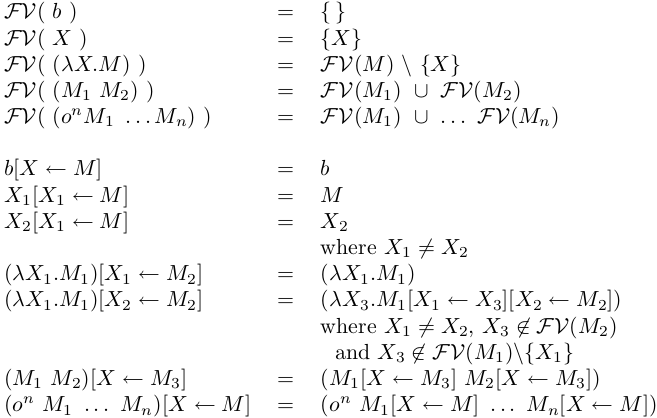 𝓕𝓥( b ) = { }
𝓕𝓥( X ) = {X}
𝓕𝓥( (λX.M) ) = 𝓕𝓥(M) \ {X}
𝓕𝓥( (M₁ M₂) ) = 𝓕𝓥(M₁) ∪ 𝓕𝓥(M₂)
𝓕𝓥( (oⁿM₁ …Mₙ) ) = 𝓕𝓥(M₁) ∪ … 𝓕𝓥(Mₙ)
b[X ← M] = b
X₁[X₁ ← M] = M
X₂[X₁ ← M] = X₂
where X₁ ≠ X₂
(λX₁.M₁)[X₁ ← M₂] = (λX₁.M₁)
(λX₁.M₁)[X₂ ← M₂] = (λX₃.M₁[X₁ ← X₃][X₂ ← M₂])
where X₁ ≠ X₂, X₃ ∉ 𝓕𝓥(M₂)
and X₃ ∉ 𝓕𝓥(M₁)\{X₁}
(M₁ M₂)[X ← M₃] = (M₁[X ← M₃] M₂[X ← M₃])
(oⁿ M₁ … Mₙ)[X ← M] = (oⁿ M₁[X ← M] … Mₙ[X ← M])